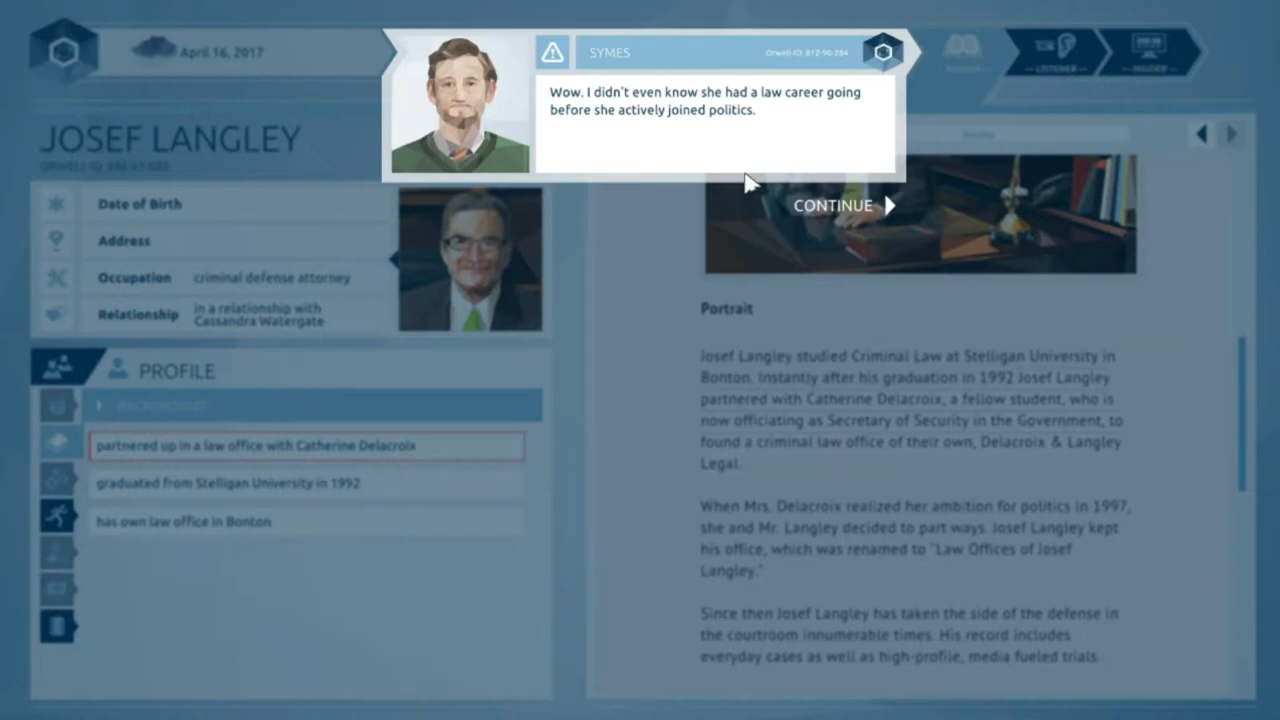 April 16, 2017
SYMES
Orwell-ID: 812-90-284
Wow. I didn't even know she had a law career going
before she actively joined politics.
CONTINUE
LISTENER
INSIDER
JOSEF LANGLEY
Date of Birth
Address
Occupation criminal defense attorney
Relationship in a relationship with
Cassandra Watergate
PROFILE
partnered up in a law office with Catherine Delacroix
graduated from Stelligan University in 1992
has own law office in Bonton
Profile
Portrait
Josef Langley studied Criminal Law at Stelligan University in
Bonton. Instantly after his graduation in 1992 Josef Langley
partnered with Catherine Delacroix, a fellow student, who is
now officiating as Secretary of Security in the Government, to
found a criminal law office of their own, Delacroix & Langley
Legal.
When Mrs. Delacroix realized her ambition for politics in 1997,
she and Mr. Langley decided to part ways. Josef Langley kept
his office, which was renamed to "Law Offices of Josef
Langley."
Since then Josef Langley has taken the side of the defense in
the courtroom innumerable times. His record includes
everyday cases as well as high-profile, media fueled trials.